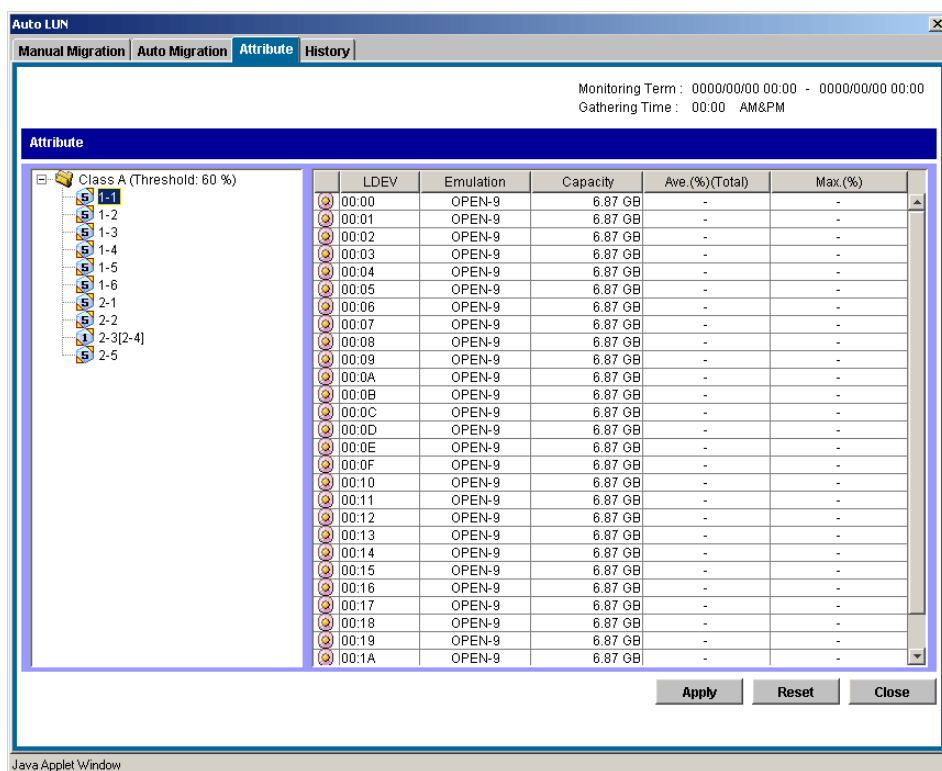 Auto LUN
Manual Migration Auto Migration Attribute History
Monitoring Term : 0000/00/00 00:00 - 0000/00/00 00:00
Gathering Time : 00:00 AM&PM
Attribute
Class A (Threshold: 60 %)
5 1-1
5 1-2
5 1-3
5 1-4
5 1-5
5 1-6
5 2-1
5 2-2
1 2-3[2-4]
5 2-5
LDEV Emulation Capacity Ave.(%)(Total) Max.(%)
00:00 OPEN-9 6.87 GB - -
00:01 OPEN-9 6.87 GB - -
00:02 OPEN-9 6.87 GB - -
00:03 OPEN-9 6.87 GB - -
00:04 OPEN-9 6.87 GB - -
00:05 OPEN-9 6.87 GB - -
00:06 OPEN-9 6.87 GB - -
00:07 OPEN-9 6.87 GB - -
00:08 OPEN-9 6.87 GB - -
00:09 OPEN-9 6.87 GB - -
00:0A OPEN-9 6.87 GB - -
00:0B OPEN-9 6.87 GB - -
00:0C OPEN-9 6.87 GB - -
00:0D OPEN-9 6.87 GB - -
00:0E OPEN-9 6.87 GB - -
00:0F OPEN-9 6.87 GB - -
00:10 OPEN-9 6.87 GB - -
00:11 OPEN-9 6.87 GB - -
00:12 OPEN-9 6.87 GB - -
00:13 OPEN-9 6.87 GB - -
00:14 OPEN-9 6.87 GB - -
00:15 OPEN-9 6.87 GB - -
00:16 OPEN-9 6.87 GB - -
00:17 OPEN-9 6.87 GB - -
00:18 OPEN-9 6.87 GB - -
00:19 OPEN-9 6.87 GB - -
00:1A OPEN-9 6.87 GB - -
Apply Reset Close
Java Applet Window